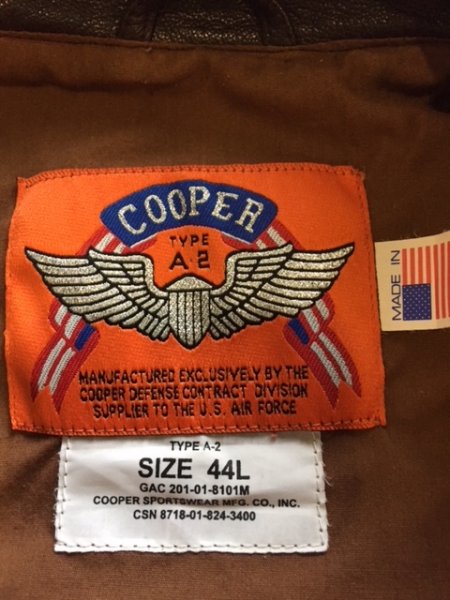 COOPER
TYPE
A-2
MANUFACTURED EXCLUSIVELY BY THE
COOPER DEFENSE CONTRACT DIVISION
SUPPLIER TO THE U.S. AIR FORCE
MADE IN
TYPE A-2
SIZE 44L
GAC 201-01-8101M
COOPER SPORTSWEAR MFG. CO., INC.
CSN 8718-01-824-3400